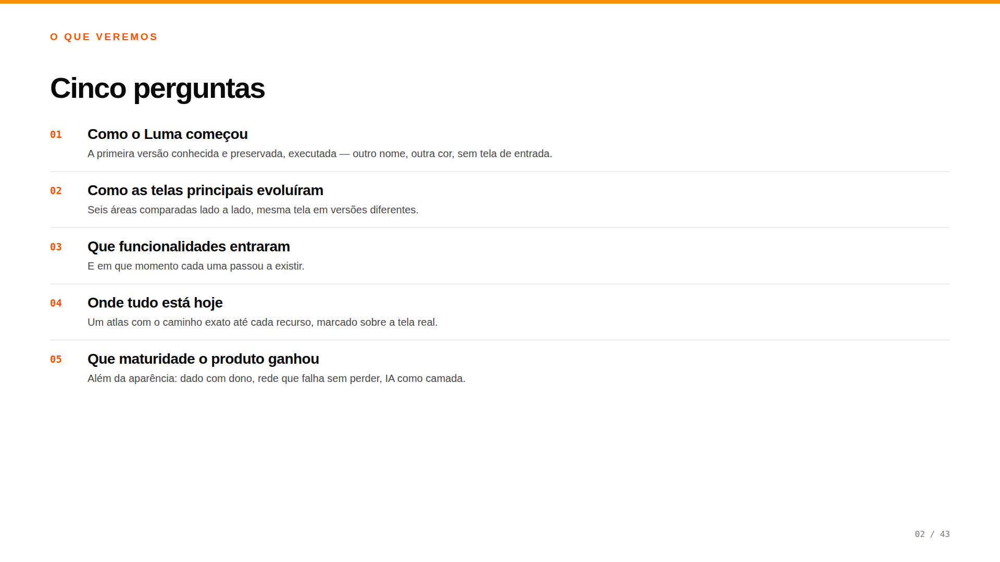 O QUE VEREMOS
Cinco perguntas
01 Como o Luma começou
A primeira versão conhecida e preservada, executada — outro nome, outra cor, sem tela de entrada.
02 Como as telas principais evoluíram
Seis áreas comparadas lado a lado, mesma tela em versões diferentes.
03 Que funcionalidades entraram
E em que momento cada uma passou a existir.
04 Onde tudo está hoje
Um atlas com o caminho exato até cada recurso, marcado sobre a tela real.
05 Que maturidade o produto ganhou
Além da aparência: dado com dono, rede que falha sem perder, IA como camada.
02 / 43